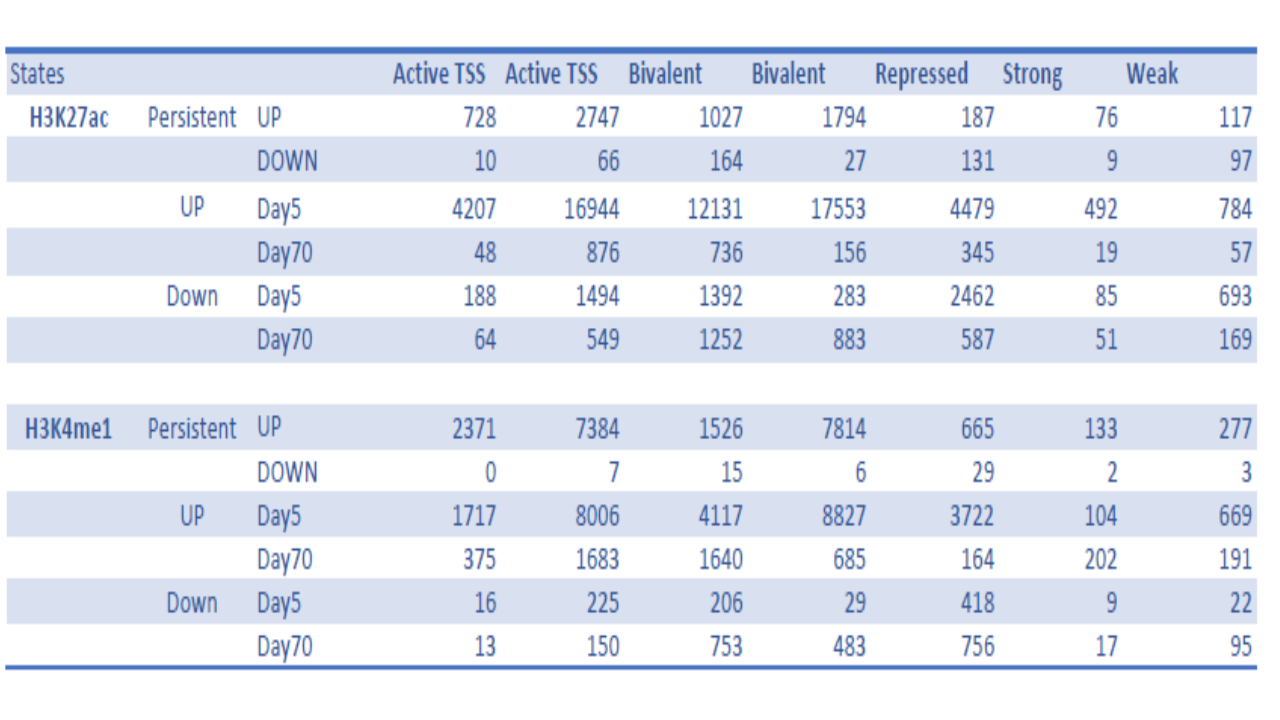 States Active TSS Active TSS Bivalent Bivalent Repressed Strong Weak
H3K27ac Persistent UP 728 2747 1027 1794 187 76 117
DOWN 10 66 164 27 131 9 97
UP Day5 4207 16944 12131 17553 4479 492 784
Day70 48 876 736 156 345 19 57
Down Day5 188 1494 1392 283 2462 85 693
Day70 64 549 1252 883 587 51 169
H3K4me1 Persistent UP 2371 7384 1526 7814 665 133 277
DOWN 0 7 15 6 29 2 3
UP Day5 1717 8006 4117 8827 3722 104 669
Day70 375 1683 1640 685 164 202 191
Down Day5 16 225 206 29 418 9 22
Day70 13 150 753 483 756 17 95